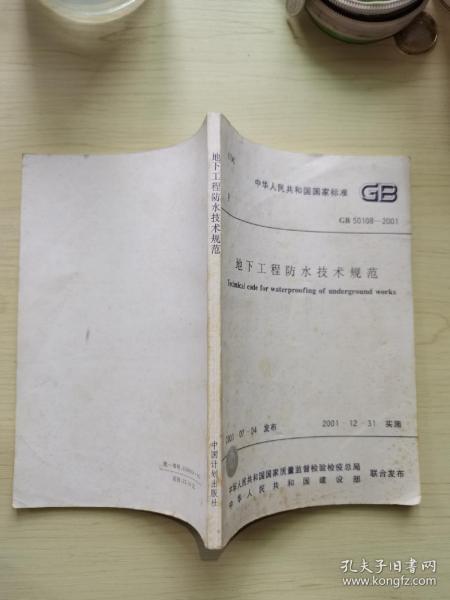 中华人民共和国国家标准
GB
GB 50108—2001
地下工程防水技术规范
Technical code for waterproofing of underground works
07-04 发布
2001-12-31 实施
中华人民共和国国家质量监督检验检疫总局
中华人民共和国建设部
联合发布
地下工程防水技术规范
中国计划出版社
孔夫子旧书网
www.kongfz.com